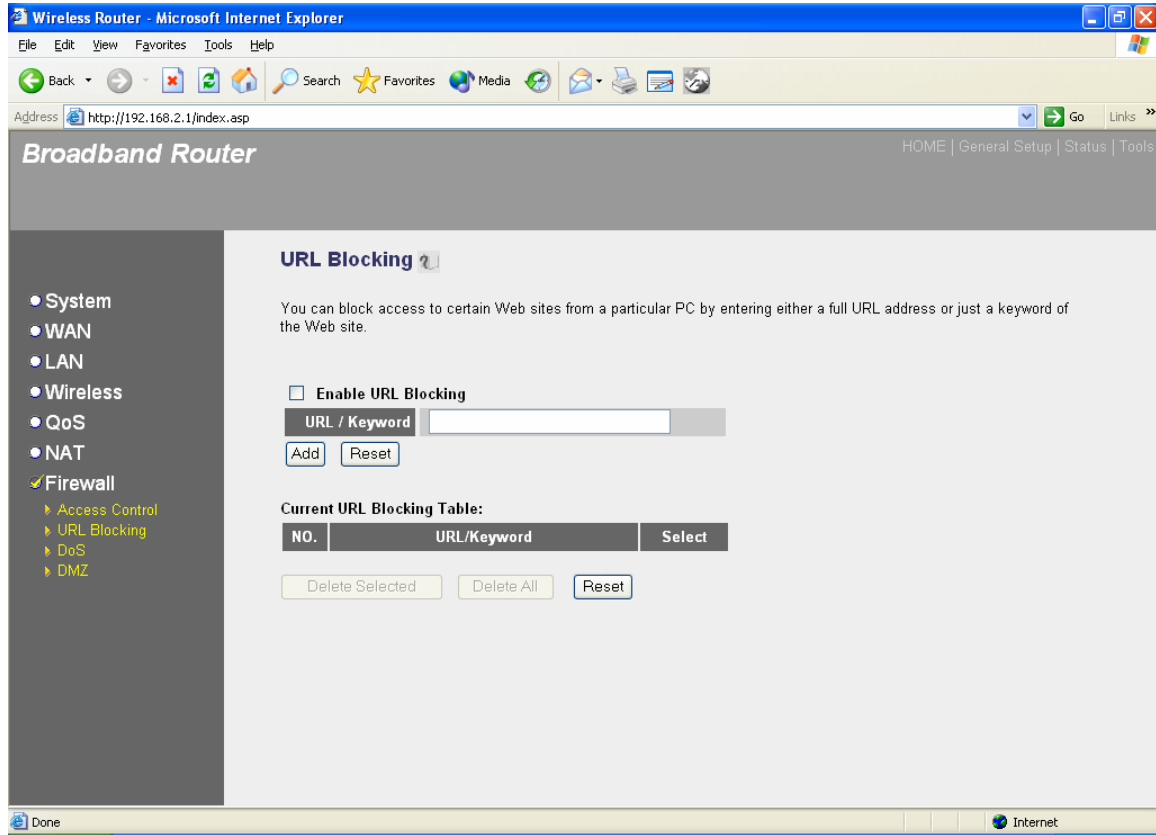 Wireless Router - Microsoft Internet Explorer
File Edit View Favorites Tools Help
Back Search Favorites Media
Address http://192.168.2.1/index.asp Go Links »
Broadband Router
HOME | General Setup | Status | Tools
URL Blocking
System
WAN
LAN
Wireless
QoS
NAT
Firewall
Access Control
URL Blocking
DoS
DMZ
You can block access to certain Web sites from a particular PC by entering either a full URL address or just a keyword of
the Web site.
Enable URL Blocking
URL / Keyword
Add Reset
Current URL Blocking Table:
NO. URL/Keyword Select
Delete Selected Delete All Reset
Done Internet